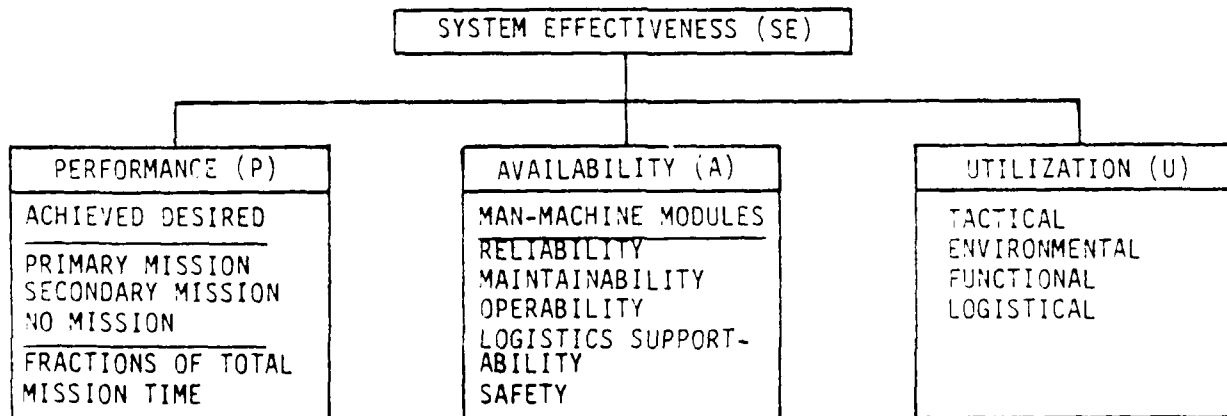 SYSTEM EFFECTIVENESS (SE)
PERFORMANCE (P)
ACHIEVED DESIRED
PRIMARY MISSION
SECONDARY MISSION
NO MISSION
FRACTIONS OF TOTAL
MISSION TIME
AVAILABILITY (A)
MAN-MACHINE MODULES
RELIABILITY
MAINTAINABILITY
OPERABILITY
LOGISTICS SUPPORT-
ABILITY
SAFETY
UTILIZATION (U)
TACTICAL
ENVIRONMENTAL
FUNCTIONAL
LOGISTICAL